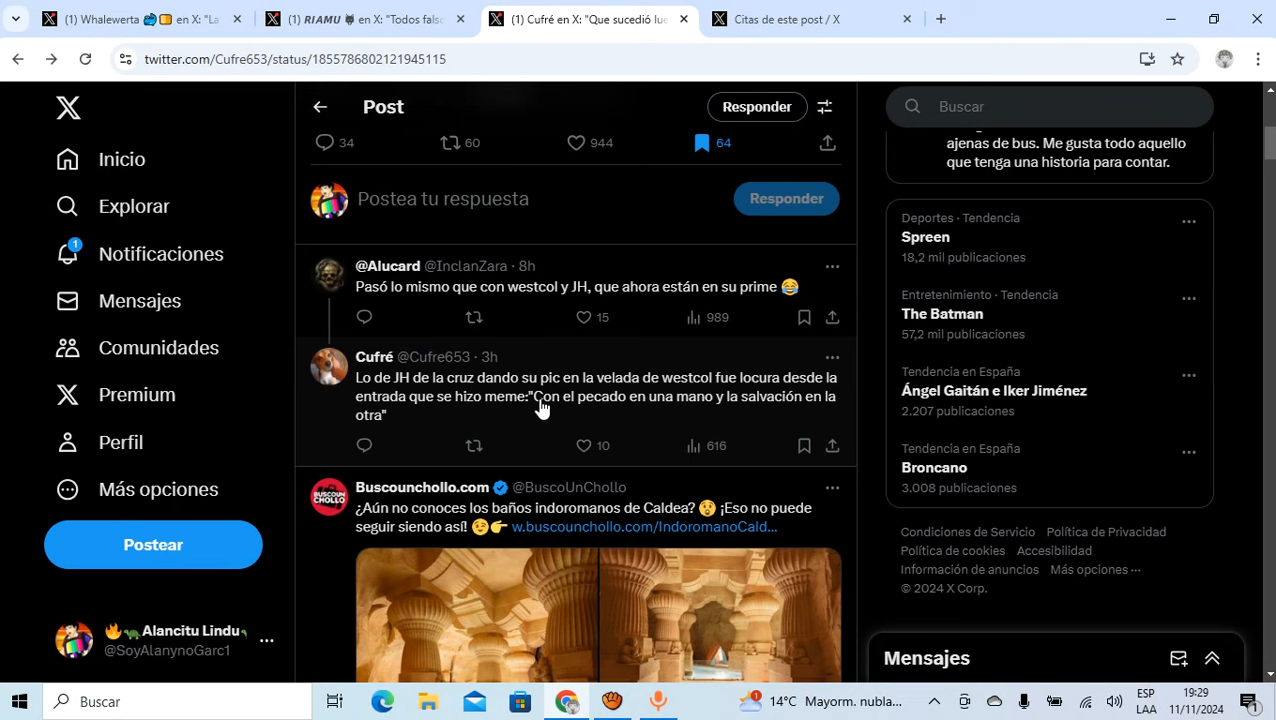 (1) Whalewerta en X: "La
(1) RIAMU en X: "Todos falso
(1) Cufré en X: "Que sucedió lue
Citas de este post / X
twitter.com/Cufre653/status/1855786802121945115
Inicio
Explorar
1
Notificaciones
Mensajes
Comunidades
Premium
Perfil
Más opciones
Postear
Alancitu Lindu
@SoyAlanynoGarc1
Post
Responder
34 60 944 64
Postea tu respuesta
Responder
@Alucard @InclanZara · 8h
Pasó lo mismo que con westcol y JH, que ahora están en su prime 😂
15 989
Cufré @Cufre653 · 3h
Lo de JH de la cruz dando su pic en la velada de westcol fue locura desde la
entrada que se hizo meme:"Con el pecado en una mano y la salvación en la
otra"
10 616
BUSCOUN CHOLLO
Buscounchollo.com @BuscoUnChollo
¿Aún no conoces los baños indoromanos de Caldea? 😲 ¡Eso no puede
seguir siendo así! 😉👉 w.buscounchollo.com/IndoromanoCald...
Buscar
ajenas de bus. Me gusta todo aquello
que tenga una historia para contar.
Deportes · Tendencia
Spreen
18,2 mil publicaciones
Entretenimiento · Tendencia
The Batman
57,2 mil publicaciones
Tendencia en España
Ángel Gaitán e Iker Jiménez
2.207 publicaciones
Tendencia en España
Broncano
3.008 publicaciones
Condiciones de Servicio Política de Privacidad
Política de cookies Accesibilidad
Información de anuncios Más opciones ···
© 2024 X Corp.
Mensajes
Buscar
1
14°C Mayorm. nubla...
ESP
LAA
19:29
11/11/2024
1